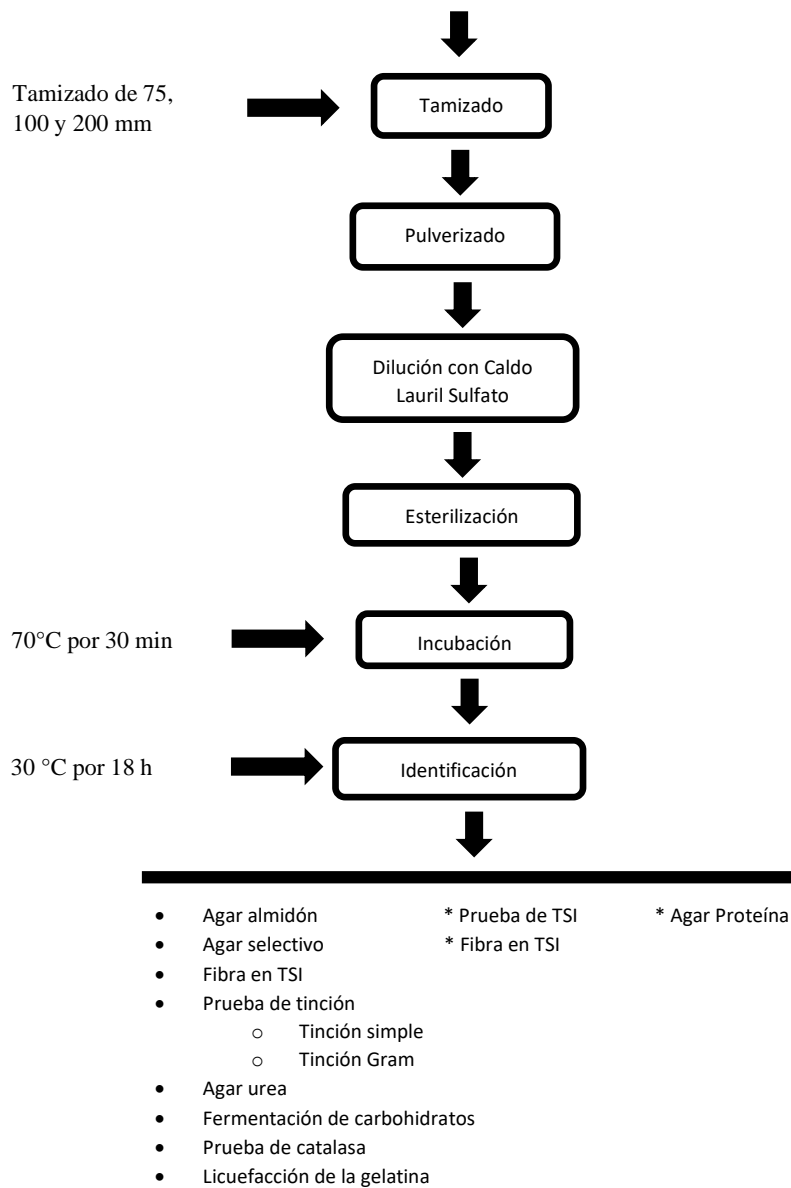 Tamizado de 75,
100 y 200 mm
Tamizado
Pulverizado
Dilución con Caldo
Lauril Sulfato
Esterilización
70°C por 30 min
Incubación
30 °C por 18 h
Identificación
• Agar almidón * Prueba de TSI * Agar Proteína
• Agar selectivo * Fibra en TSI
• Fibra en TSI
• Prueba de tinción
o Tinción simple
o Tinción Gram
• Agar urea
• Fermentación de carbohidratos
• Prueba de catalasa
• Licuefacción de la gelatina